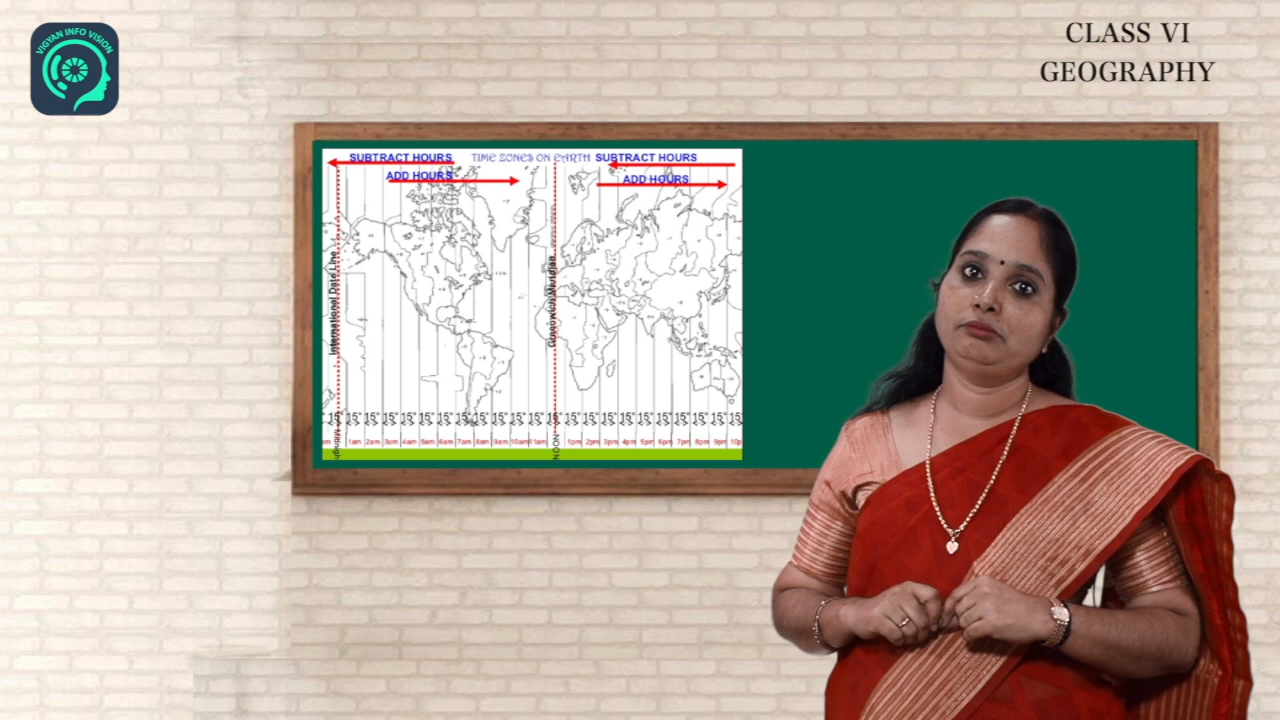 VIGYAN INFO VISION
CLASS VI
GEOGRAPHY
SUBTRACT HOURS TIME ZONES ON EARTH SUBTRACT HOURS
ADD HOURS ADD HOURS
International Date Line
Greenwich Meridian
15° 15° 15° 15° 15° 15° 15° 15° 15° 15° 15° 15° 15° 15° 15° 15° 15° 15° 15° 15° 15° 15°
1am 2am 3am 4am 5am 6am 7am 8am 9am 10am 11am 1pm 2pm 3pm 4pm 5pm 6pm 7pm 8pm 9pm 10p
NOON